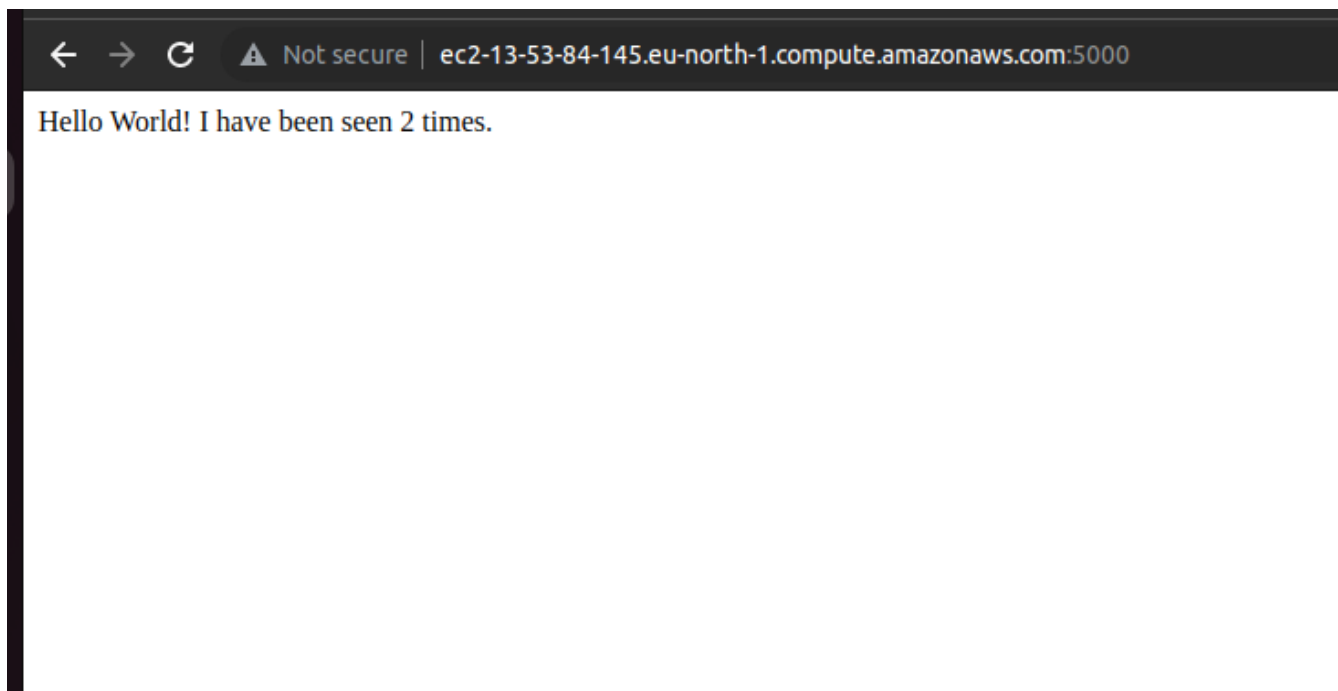 Not secure | ec2-13-53-84-145.eu-north-1.compute.amazonaws.com:5000
Hello World! I have been seen 2 times.